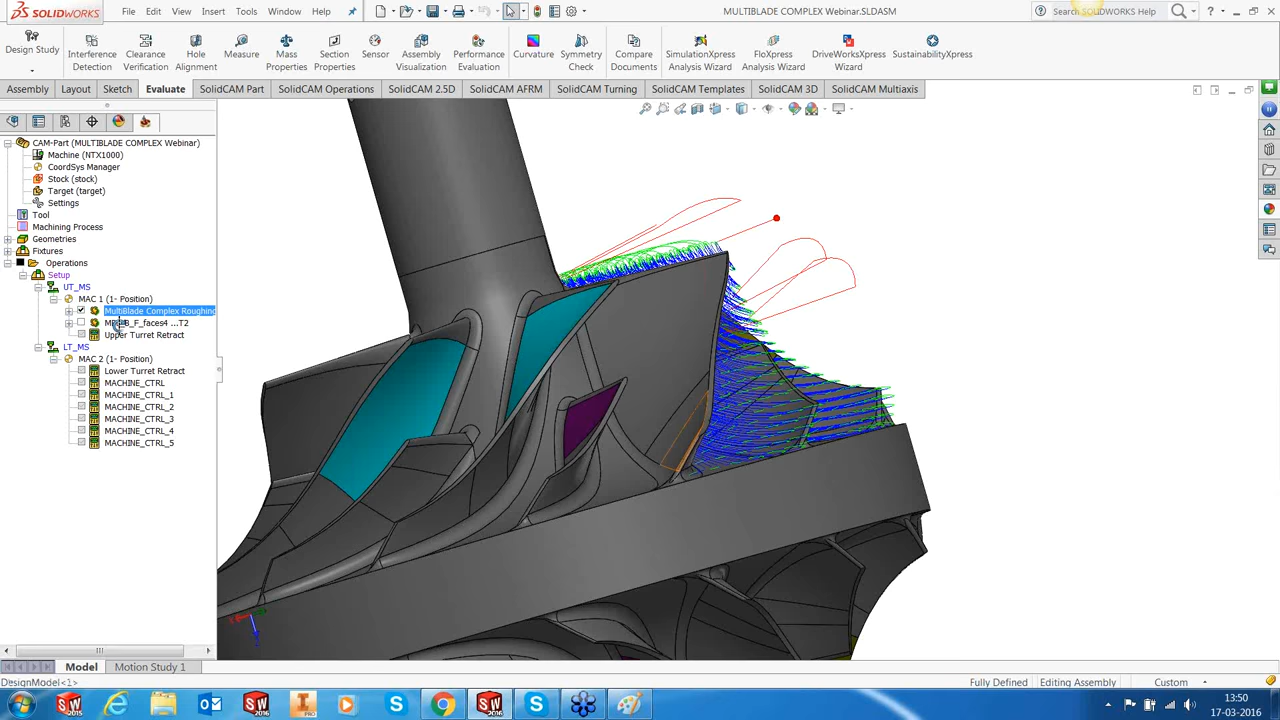 SOLIDWORKS File Edit View Insert Tools Window Help MULTIBLADE COMPLEX Webinar.SLDASM Search SOLIDWORKS Help
Design Study
Interference Detection
Clearance Verification
Hole Alignment
Measure
Mass Properties
Section Properties
Sensor
Assembly Visualization
Performance Evaluation
Curvature
Symmetry Check
Compare Documents
SimulationXpress Analysis Wizard
FloXpress Analysis Wizard
DriveWorksXpress Wizard
SustainabilityXpress
Assembly Layout Sketch Evaluate SolidCAM Part SolidCAM Operations SolidCAM 2.5D SolidCAM AFRM SolidCAM Turning SolidCAM Templates SolidCAM 3D SolidCAM Multiaxis
CAM-Part (MULTIBLADE COMPLEX Webinar)
Machine (NTX1000)
CoordSys Manager
Stock (stock)
Target (target)
Settings
Tool
Machining Process
Geometries
Fixtures
Operations
Setup
UT_MS
MAC 1 (1- Position)
MultiBlade Complex Roughing
B_F_faces4 ...T2
Upper Turret Retract
LT_MS
MAC 2 (1- Position)
Lower Turret Retract
MACHINE_CTRL
MACHINE_CTRL_1
MACHINE_CTRL_2
MACHINE_CTRL_3
MACHINE_CTRL_4
MACHINE_CTRL_5
Model Motion Study 1
DesignModel<1> Fully Defined Editing Assembly Custom
13:50
17-03-2016